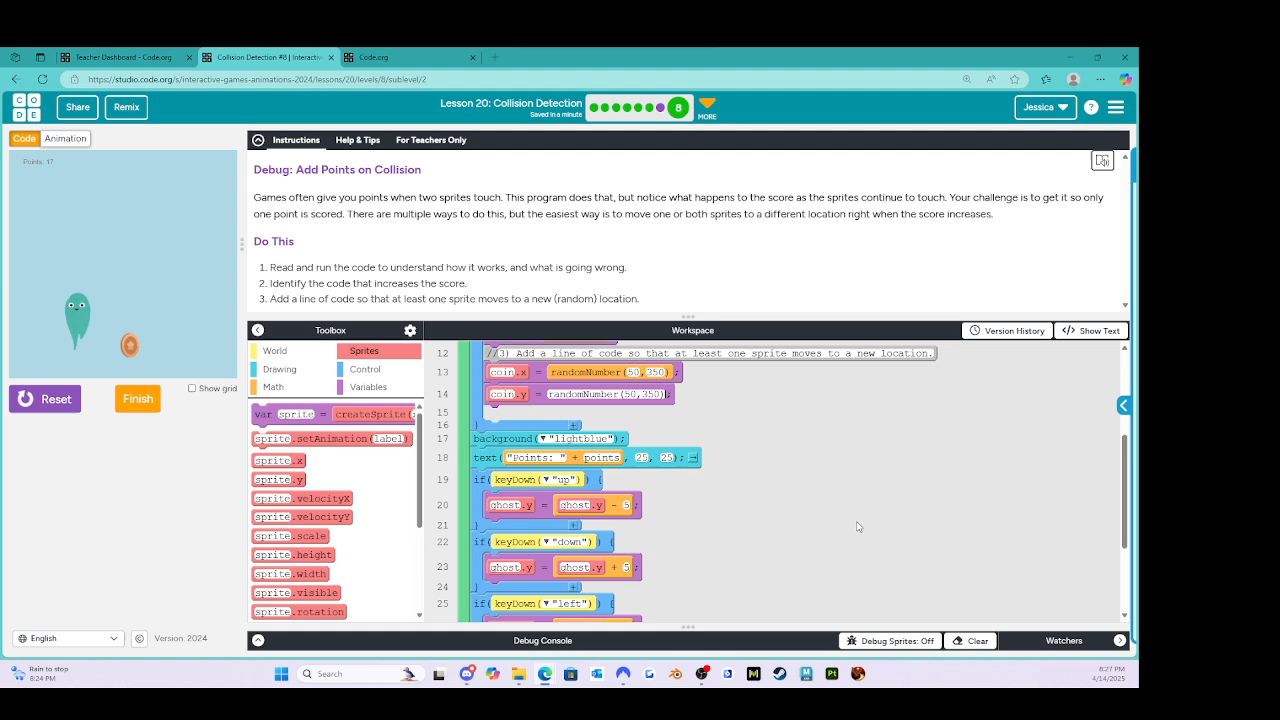 Teacher Dashboard - Code.org
Collision Detection #8 | Interactiv
Code.org
https://studio.code.org/s/interactive-games-animations-2024/lessons/20/levels/8/sublevel/2
C O
D E
Share
Remix
Lesson 20: Collision Detection
Saved in a minute
8
MORE
Jessica
?
Code
Animation
Instructions
Help & Tips
For Teachers Only
Points: 17
Debug: Add Points on Collision
Games often give you points when two sprites touch. This program does that, but notice what happens to the score as the sprites continue to touch. Your challenge is to get it so only
one point is scored. There are multiple ways to do this, but the easiest way is to move one or both sprites to a different location right when the score increases.
Do This
1. Read and run the code to understand how it works, and what is going wrong.
2. Identify the code that increases the score.
3. Add a line of code so that at least one sprite moves to a new (random) location.
Toolbox
Workspace
Version History
Show Text
World
Sprites
Drawing
Control
Math
Variables
var sprite = createSprite(
sprite.setAnimation(label)
sprite.x
sprite.y
sprite.velocityX
sprite.velocityY
sprite.scale
sprite.height
sprite.width
sprite.visible
sprite.rotation
12 //3) Add a line of code so that at least one sprite moves to a new location.
13 coin.x = randomNumber(50,350);
14 coin.y = randomNumber(50,350);
15
16 }
17 background("lightblue");
18 text("Points: " + points, 25, 25);
19 if(keyDown("up")) {
20 ghost.y = ghost.y - 5;
21 }
22 if(keyDown("down")) {
23 ghost.y = ghost.y + 5;
24 }
25 if(keyDown("left")) {
Reset
Finish
Show grid
English
Version: 2024
Debug Console
Debug Sprites: Off
Clear
Watchers
Rain to stop
8:24 PM
Search
8:27 PM
4/14/2025